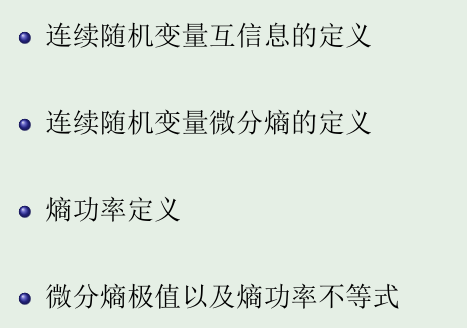 连续随机变量互信息的定义
连续随机变量微分熵的定义
熵功率定义
微分熵极值以及熵功率不等式